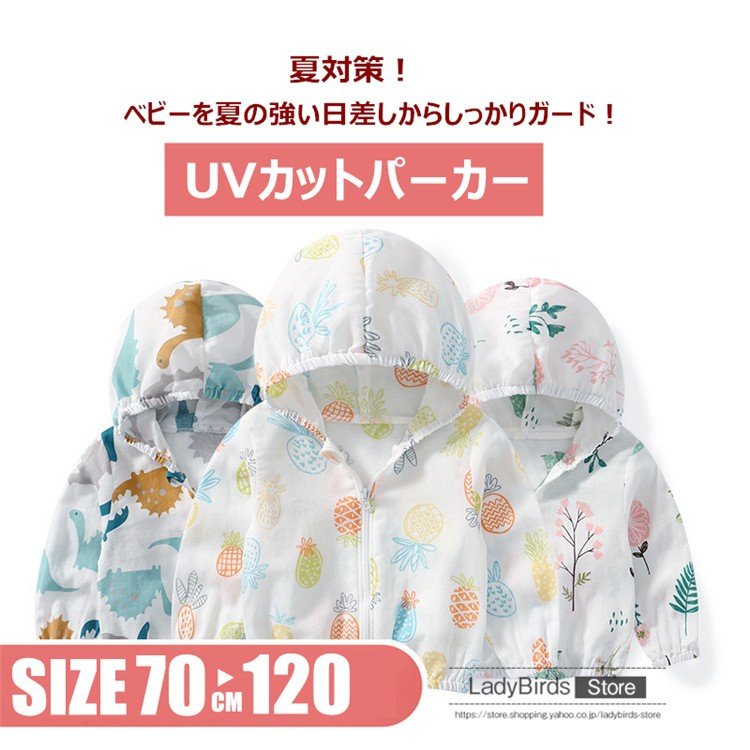 夏対策！
ベビーを夏の強い日差しからしっかりガード！
UVカットパーカー
SIZE 70▶CM 120
LadyBirds Store
https://store.shopping.yahoo.co.jp/ladybirds-store